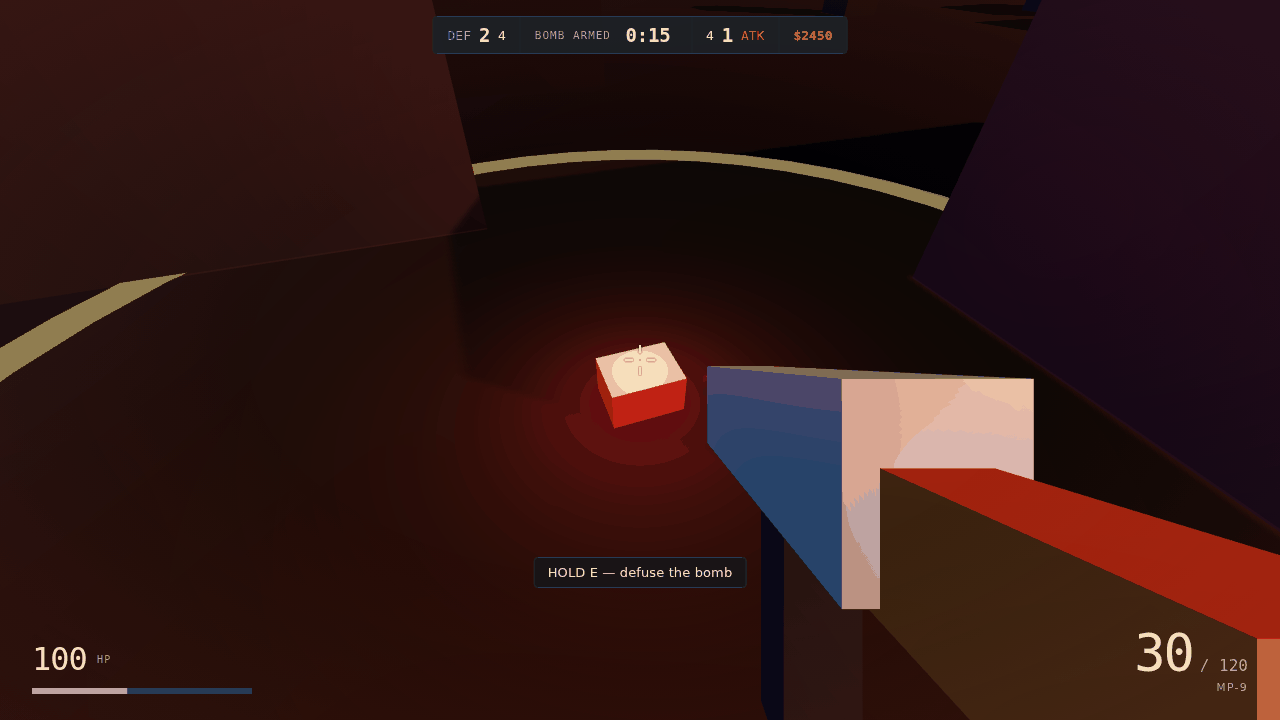 DEF 2 4 BOMB ARMED 0:15 4 1 ATK $2450
HOLD E — defuse the bomb
100 HP
30 / 120
MP-9